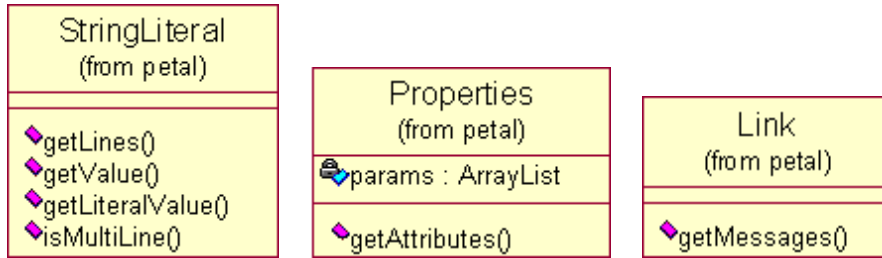 StringLiteral
(from petal)
getLines()
getValue()
getLiteralValue()
isMultiLine()
Properties
(from petal)
params : ArrayList
getAttributes()
Link
(from petal)
getMessages()